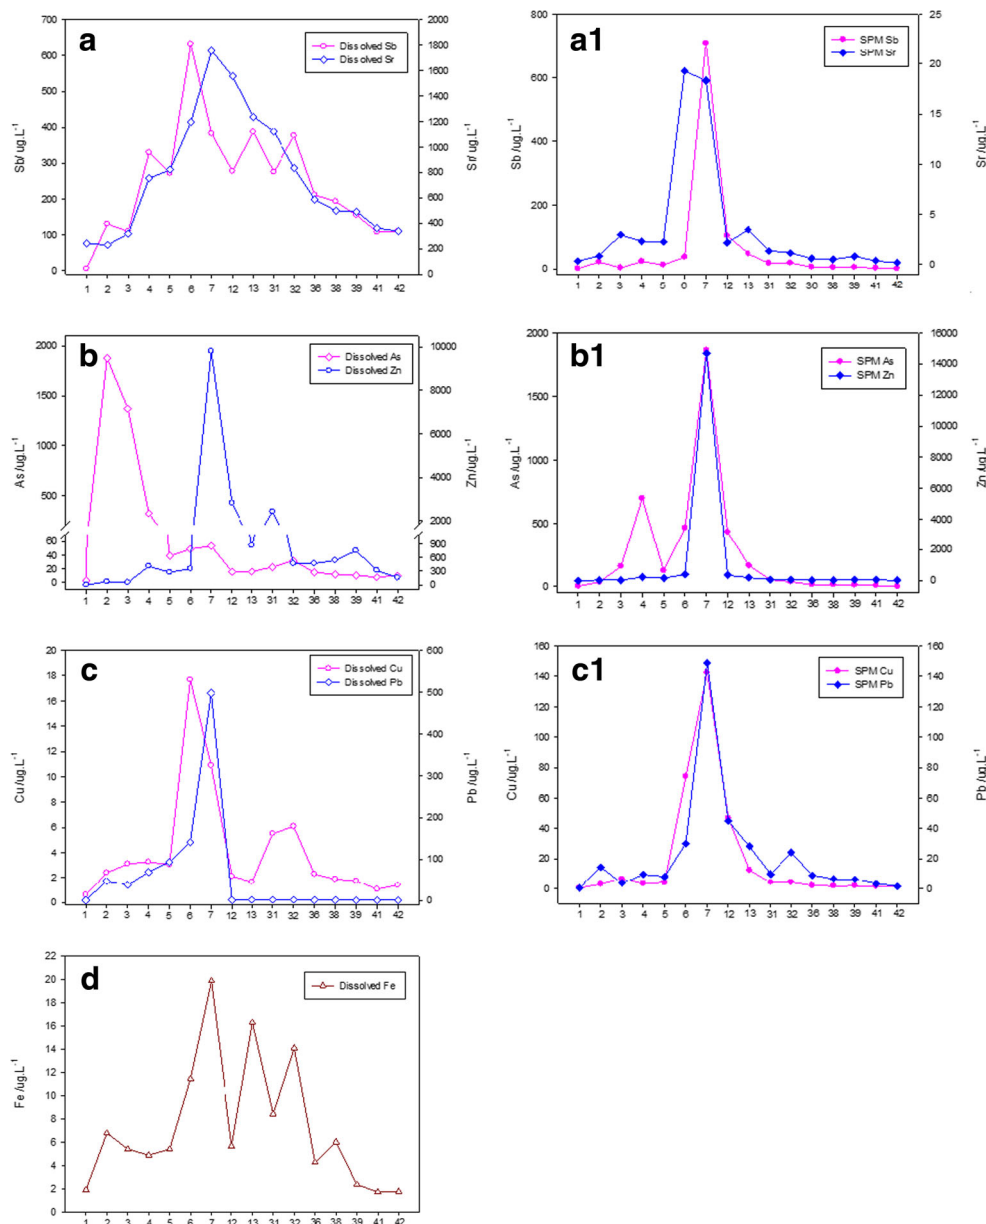 a
Dissolved Sb
Dissolved Sr
Sb/ ug.L-1
Sr/ ug.L-1
700
600
500
400
300
200
100
0
2000
1800
1600
1400
1200
1000
800
600
400
200
0
1 2 3 4 5 6 7 12 13 31 32 36 38 39 41 42
a1
SPM Sb
SPM Sr
Sb /ug.L-1
Sr /ug.L-1
800
600
400
200
0
25
20
15
10
5
0
1 2 3 4 5 6 7 12 13 31 32 30 38 39 41 42
b
Dissolved As
Dissolved Zn
As /ug.L-1
Zn /ug.L-1
2000
1500
1000
500
60
40
20
0
10000
8000
6000
4000
2000
900
600
300
0
1 2 3 4 5 6 7 12 13 31 32 36 38 39 41 42
b1
SPM As
SPM Zn
As /ug.L-1
Zn /ug.L-1
2000
1500
1000
500
0
16000
14000
12000
10000
8000
6000
4000
2000
0
1 2 3 4 5 6 7 12 13 31 32 36 38 39 41 42
c
Dissolved Cu
Dissolved Pb
Cu /ug.L-1
Pb /ug.L-1
20
18
16
14
12
10
8
6
4
2
0
600
500
400
300
200
100
0
1 2 3 4 5 6 7 12 13 31 32 36 38 39 41 42
c1
SPM Cu
SPM Pb
Cu /ug.L-1
Pb /ug.L-1
160
140
120
100
80
60
40
20
0
160
140
120
100
80
60
40
20
0
1 2 3 4 5 6 7 12 13 31 32 36 38 39 41 42
d
Dissolved Fe
Fe /ug.L-1
22
20
18
16
14
12
10
8
6
4
2
0
1 2 3 4 5 6 7 12 13 31 32 36 38 39 41 42